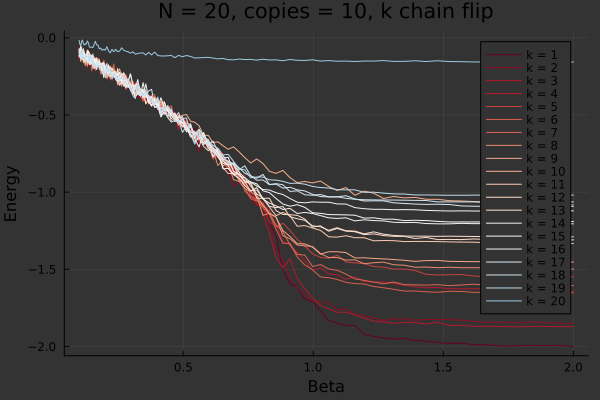 N = 20, copies = 10, k chain flip
0.0
−0.5
−1.0
−1.5
−2.0
Energy
0.5
1.0
1.5
2.0
Beta
k = 1
k = 2
k = 3
k = 4
k = 5
k = 6
k = 7
k = 8
k = 9
k = 10
k = 11
k = 12
k = 13
k = 14
k = 15
k = 16
k = 17
k = 18
k = 19
k = 20